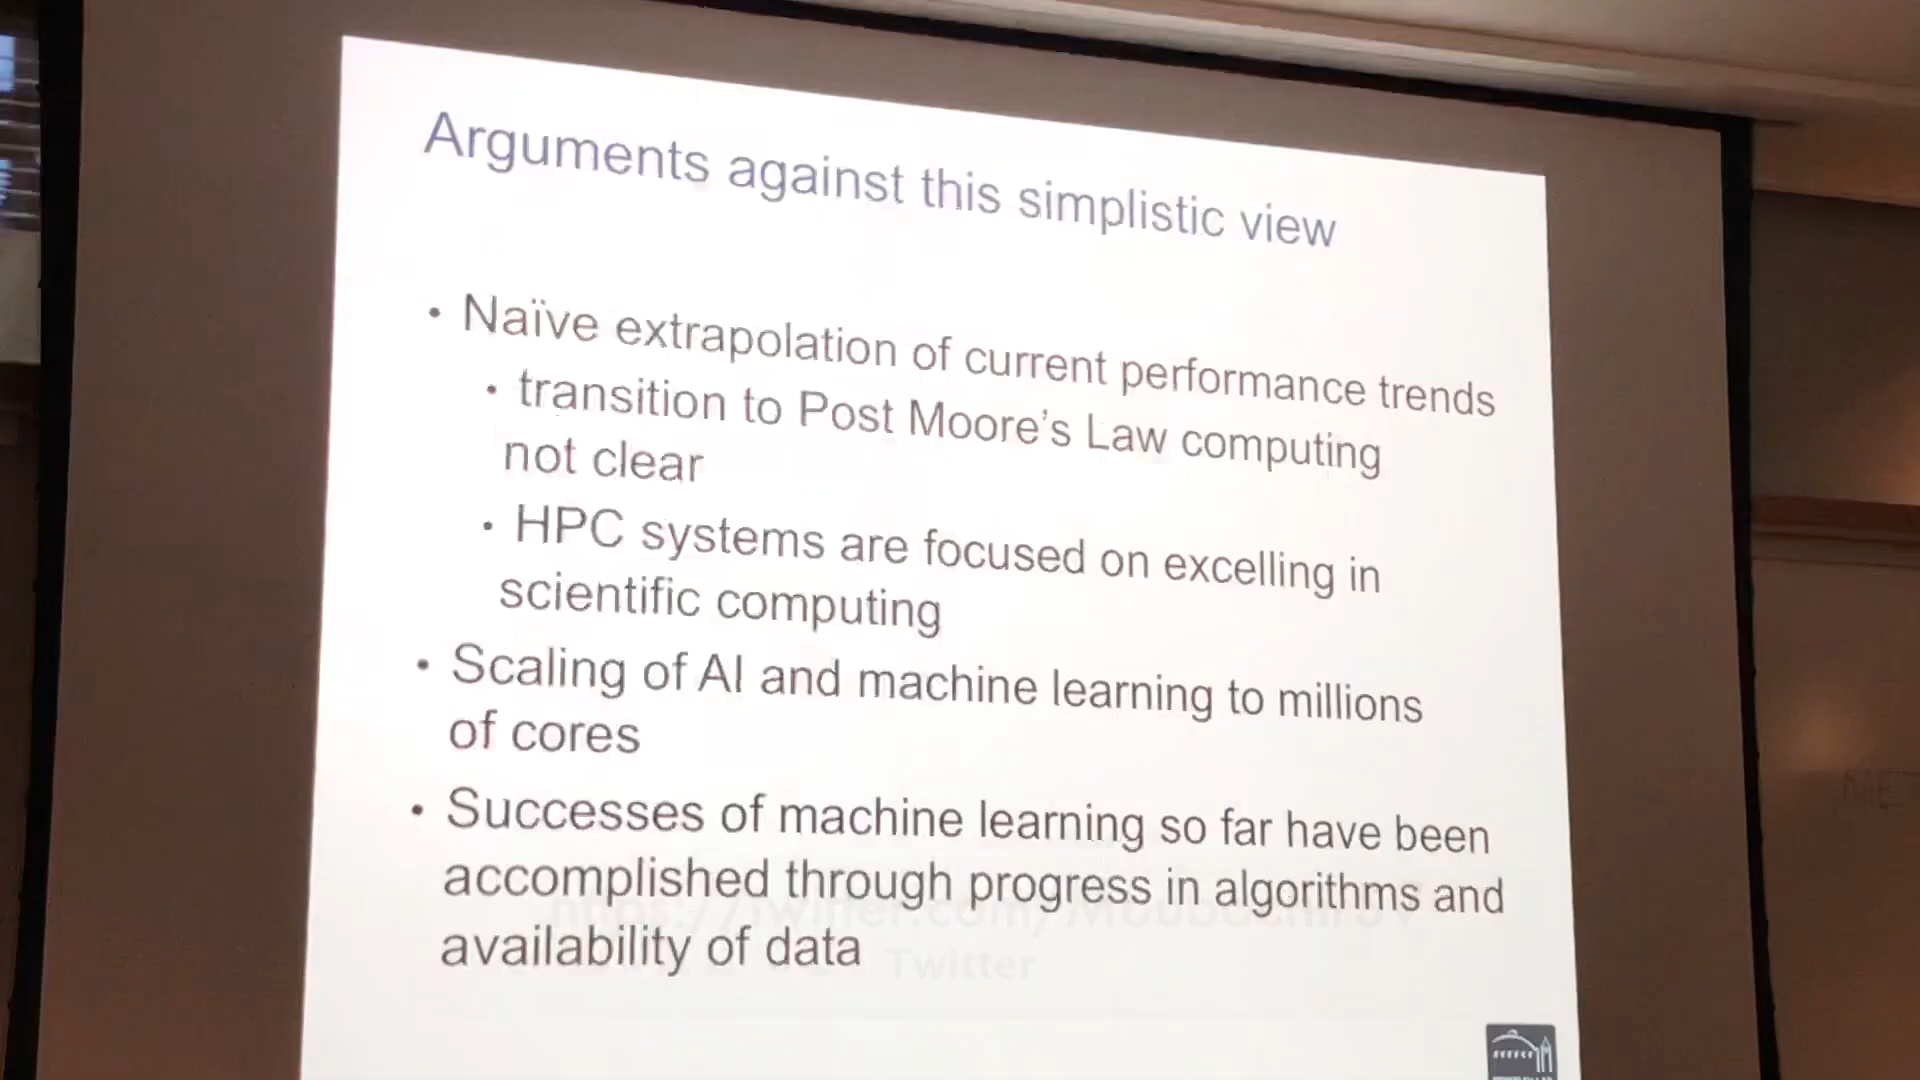 Arguments against this simplistic view
• Naïve extrapolation of current performance trends
• transition to Post Moore's Law computing
not clear
• HPC systems are focused on excelling in
scientific computing
• Scaling of AI and machine learning to millions
of cores
• Successes of machine learning so far have been
accomplished through progress in algorithms and
availability of data
Twitter